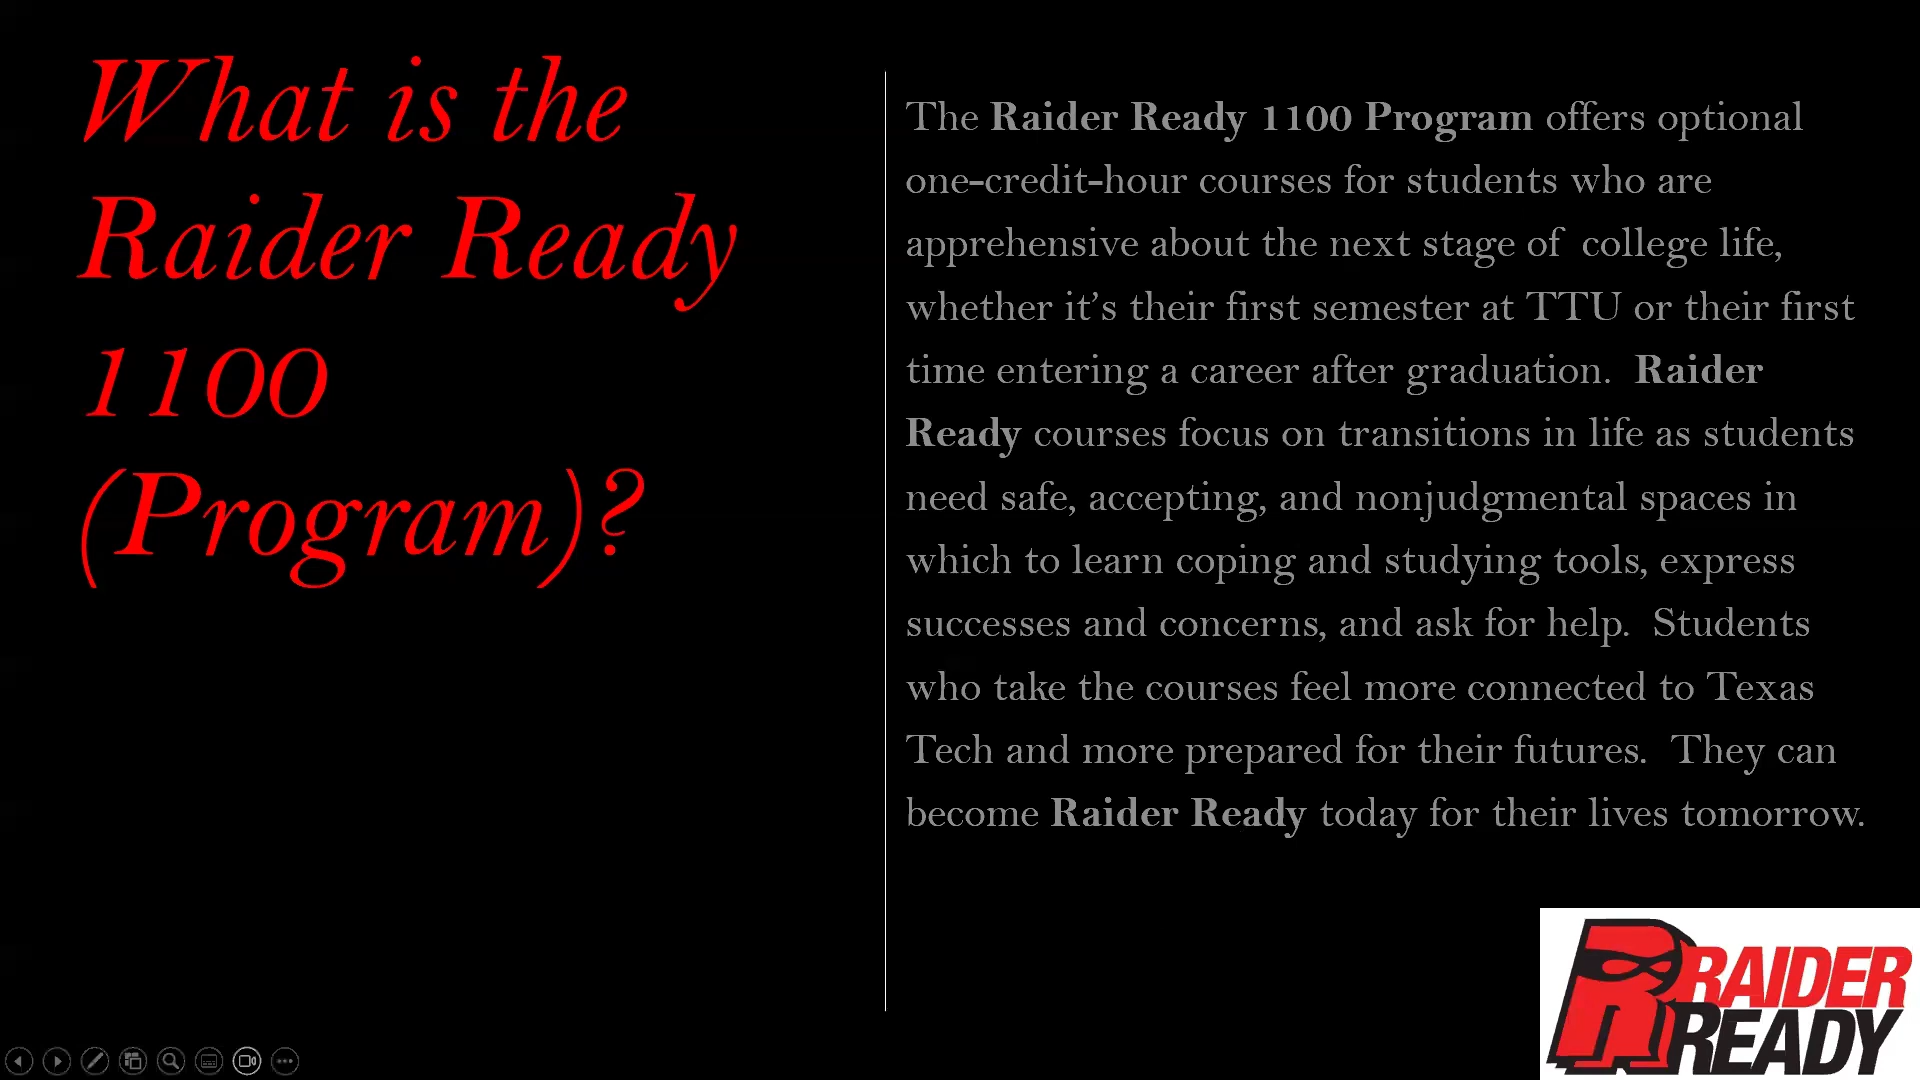 What is the
Raider Ready
1100
(Program)?
The Raider Ready 1100 Program offers optional
one-credit-hour courses for students who are
apprehensive about the next stage of  college life,
whether it’s their first semester at TTU or their first
time entering a career after graduation.  Raider
Ready courses focus on transitions in life as students
need safe, accepting, and nonjudgmental spaces in
which to learn coping and studying tools, express
successes and concerns, and ask for help.  Students
who take the courses feel more connected to Texas
Tech and more prepared for their futures.  They can
become Raider Ready today for their lives tomorrow.
RAIDER
READY